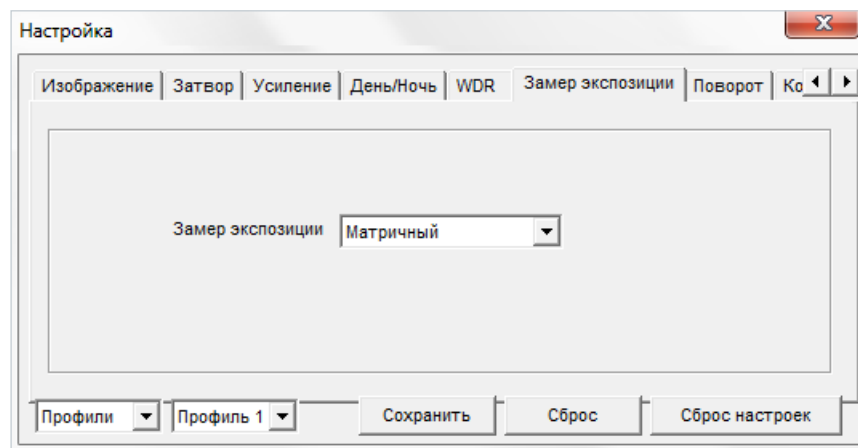 Настройка
Изображение Затвор Усиление День/Ночь WDR Замер экспозиции Поворот Ко
Замер экспозиции Матричный
Профили Профиль 1 Сохранить Сброс Сброс настроек